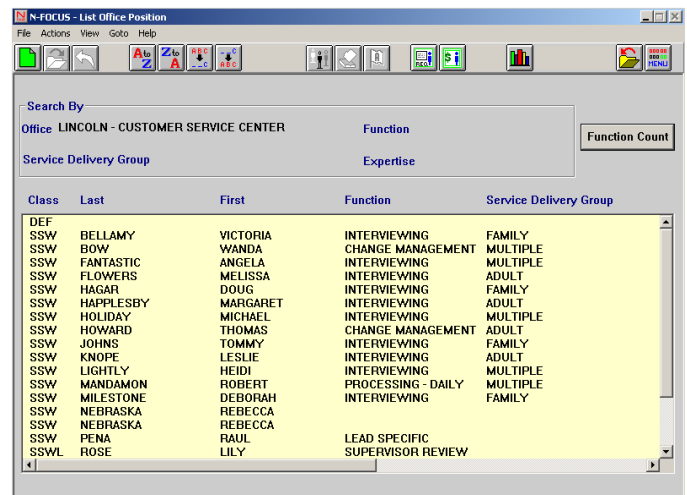 N-FOCUS - List Office Position
File Actions View Goto Help
A to Z Z to A ABC --C --C ABC REQ. $ MENU
Search By
Office LINCOLN - CUSTOMER SERVICE CENTER Function
Function Count
Service Delivery Group Expertise
Class Last First Function Service Delivery Group
DEF
SSW BELLAMY VICTORIA INTERVIEWING FAMILY
SSW BOW WANDA CHANGE MANAGEMENT MULTIPLE
SSW FANTASTIC ANGELA INTERVIEWING MULTIPLE
SSW FLOWERS MELISSA INTERVIEWING ADULT
SSW HAGAR DOUG INTERVIEWING FAMILY
SSW HAPPLESBY MARGARET INTERVIEWING ADULT
SSW HOLIDAY MICHAEL INTERVIEWING MULTIPLE
SSW HOWARD THOMAS CHANGE MANAGEMENT ADULT
SSW JOHNS TOMMY INTERVIEWING FAMILY
SSW KNOPE LESLIE INTERVIEWING ADULT
SSW LIGHTLY HEIDI INTERVIEWING MULTIPLE
SSW MANDAMON ROBERT PROCESSING - DAILY MULTIPLE
SSW MILESTONE DEBORAH INTERVIEWING FAMILY
SSW NEBRASKA REBECCA
SSW NEBRASKA REBECCA
SSW PENA RAUL LEAD SPECIFIC
SSWL ROSE LILY SUPERVISOR REVIEW